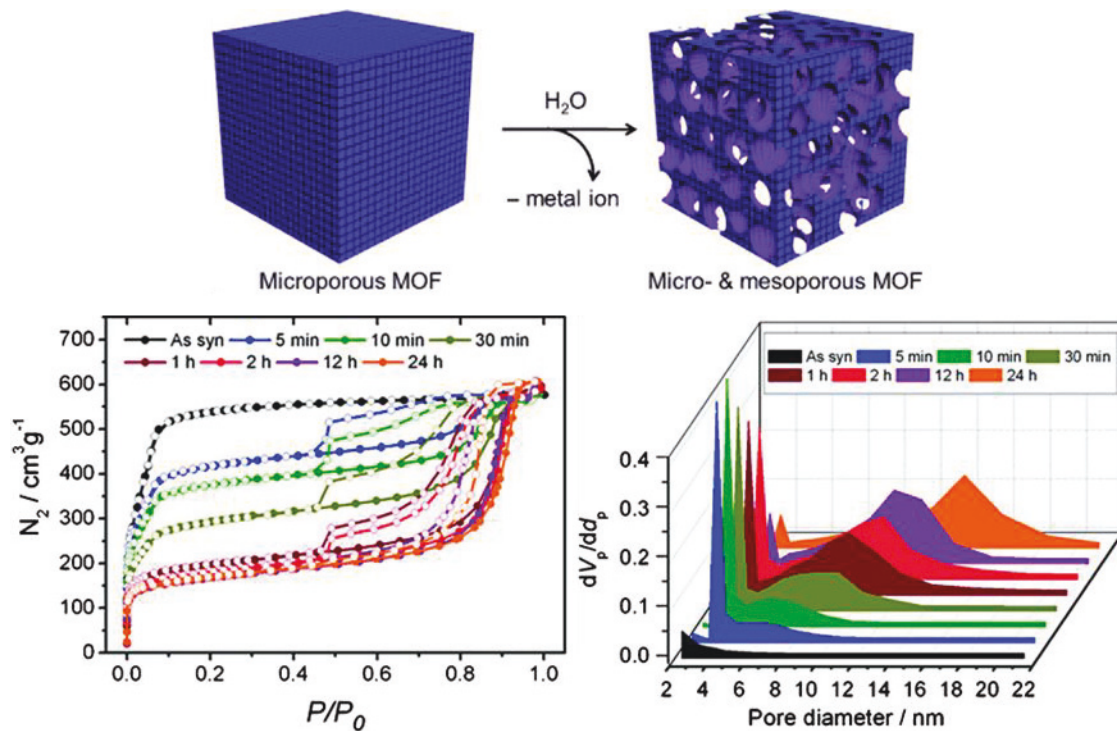 H₂O
– metal ion
Microporous MOF
Micro- & mesoporous MOF
N₂ / cm³g⁻¹
700
600
500
400
300
200
100
0
As syn 5 min 10 min 30 min
1 h 2 h 12 h 24 h
0.0 0.2 0.4 0.6 0.8 1.0
P/P₀
As syn 5 min 10 min 30 min
1 h 2 h 12 h 24 h
dVₚ/ddₚ
0.4
0.3
0.2
0.1
0.0
2 4 6 8 10 12 14 16 18 20 22
Pore diameter / nm